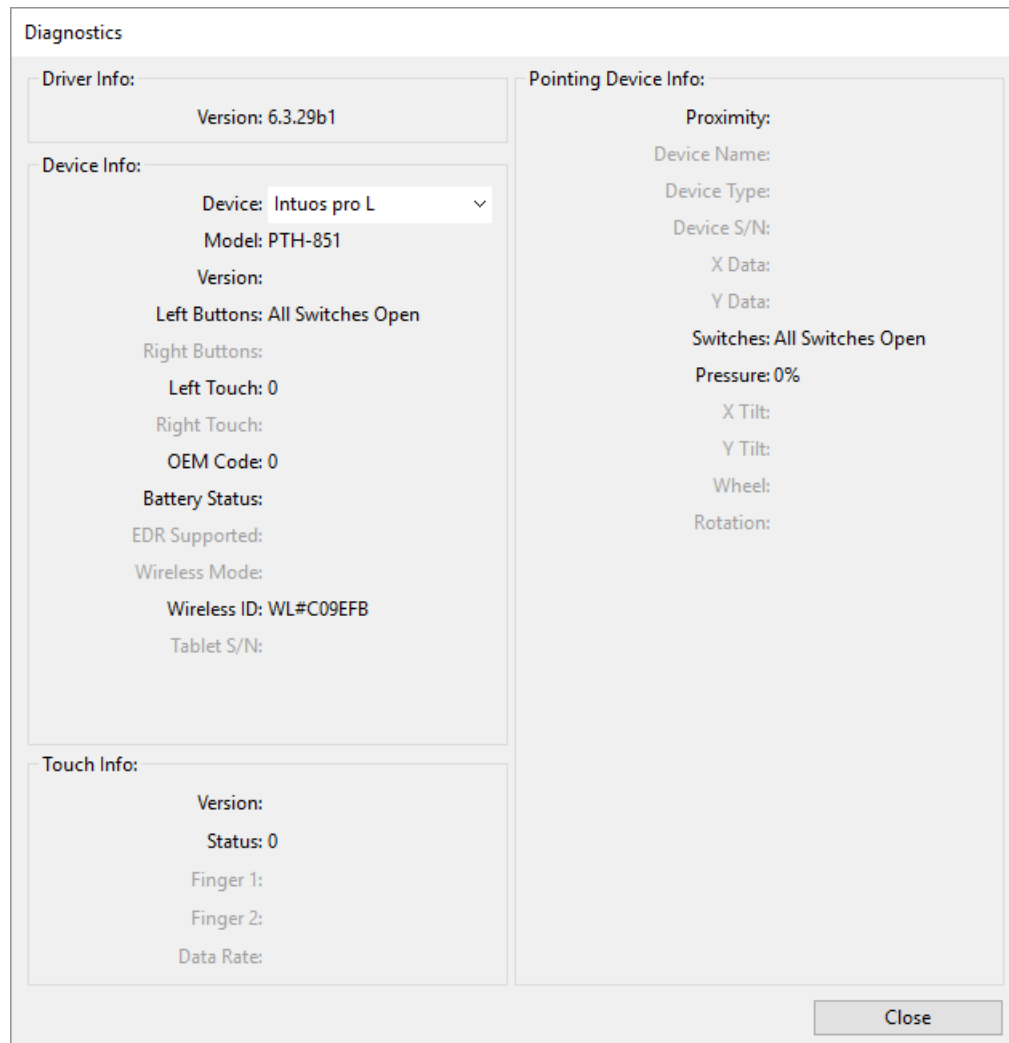 Diagnostics
Driver Info:
Version: 6.3.29b1
Device Info:
Device: Intuos pro L
Model: PTH-851
Version:
Left Buttons: All Switches Open
Right Buttons:
Left Touch: 0
Right Touch:
OEM Code: 0
Battery Status:
EDR Supported:
Wireless Mode:
Wireless ID: WL#C09EFB
Tablet S/N:
Touch Info:
Version:
Status: 0
Finger 1:
Finger 2:
Data Rate:
Pointing Device Info:
Proximity:
Device Name:
Device Type:
Device S/N:
X Data:
Y Data:
Switches: All Switches Open
Pressure: 0%
X Tilt:
Y Tilt:
Wheel:
Rotation:
Close